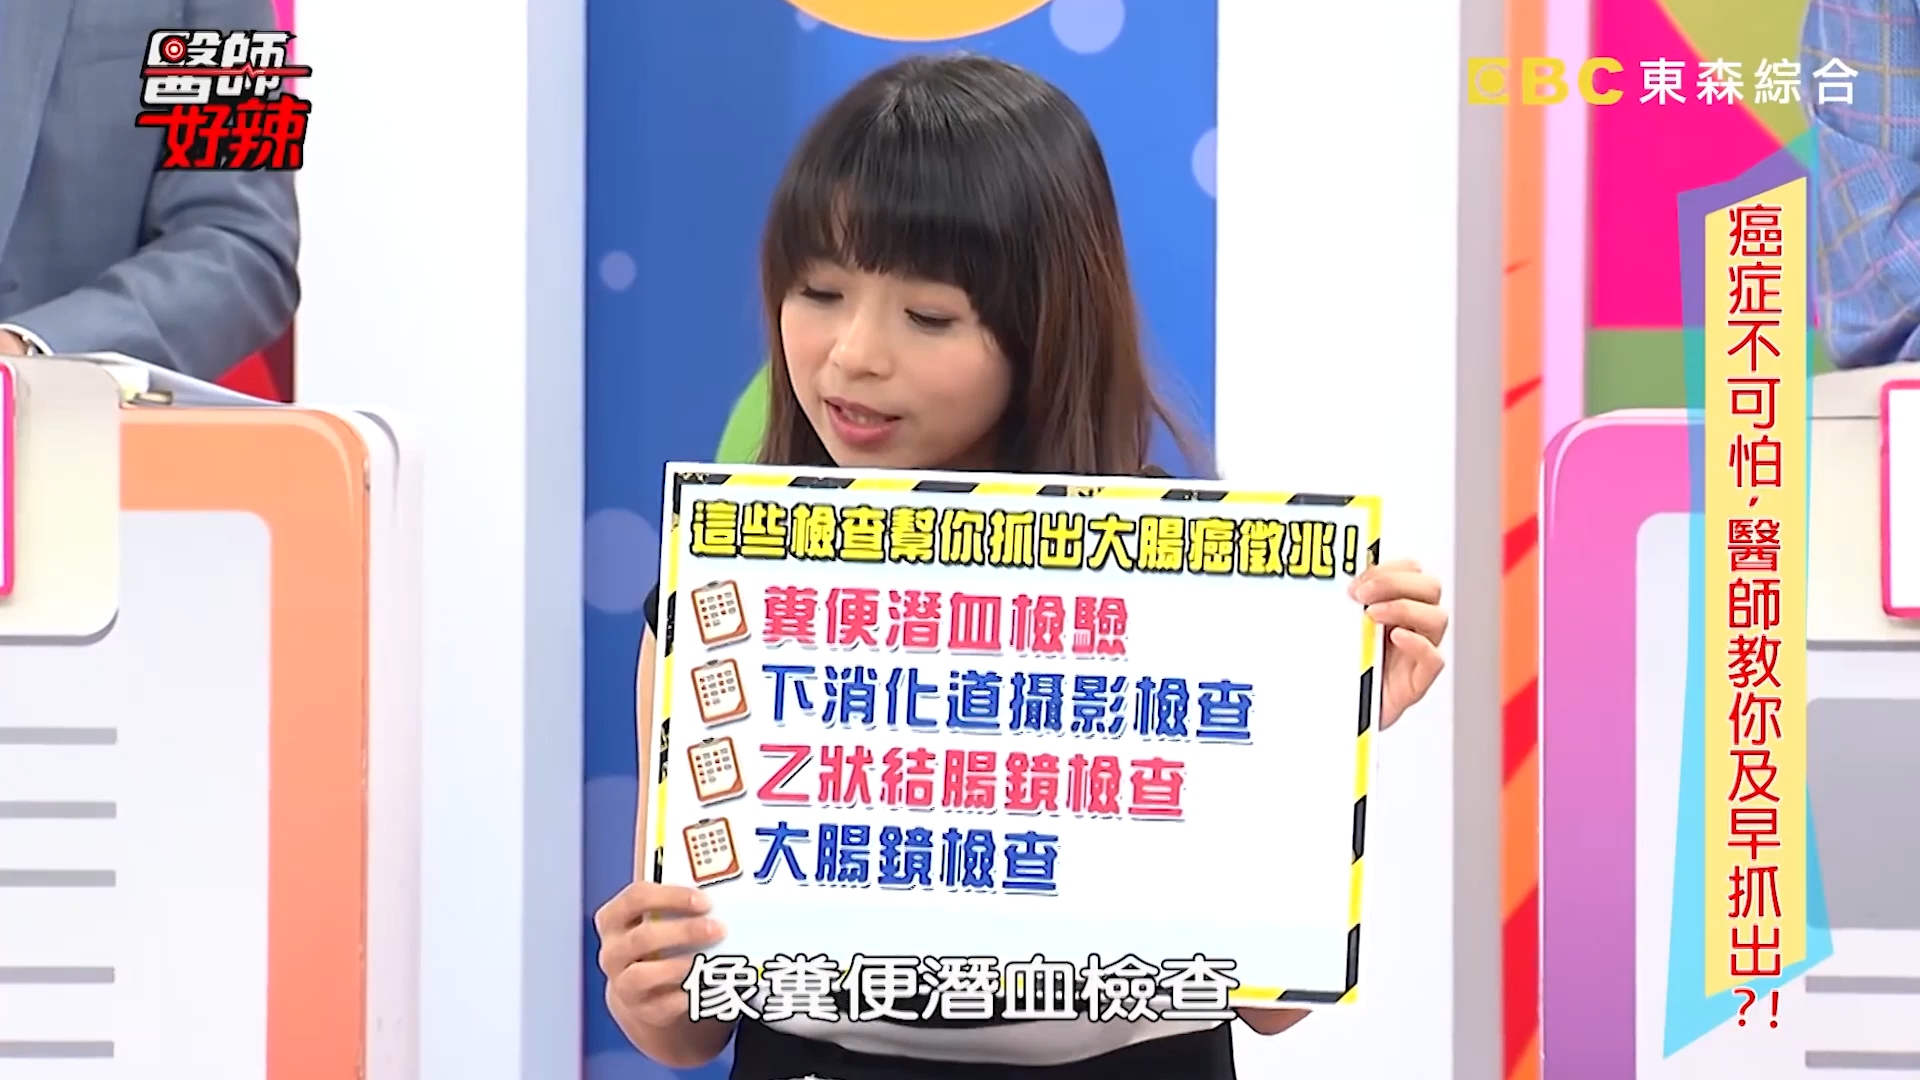 醫師
好辣
EBC 東森綜合
癌症不可怕,醫師教你及早抓出?!
這些檢查幫你抓出大腸癌徵兆!
糞便潛血檢驗
下消化道攝影檢查
乙狀結腸鏡檢查
大腸鏡檢查
像糞便潛血檢查